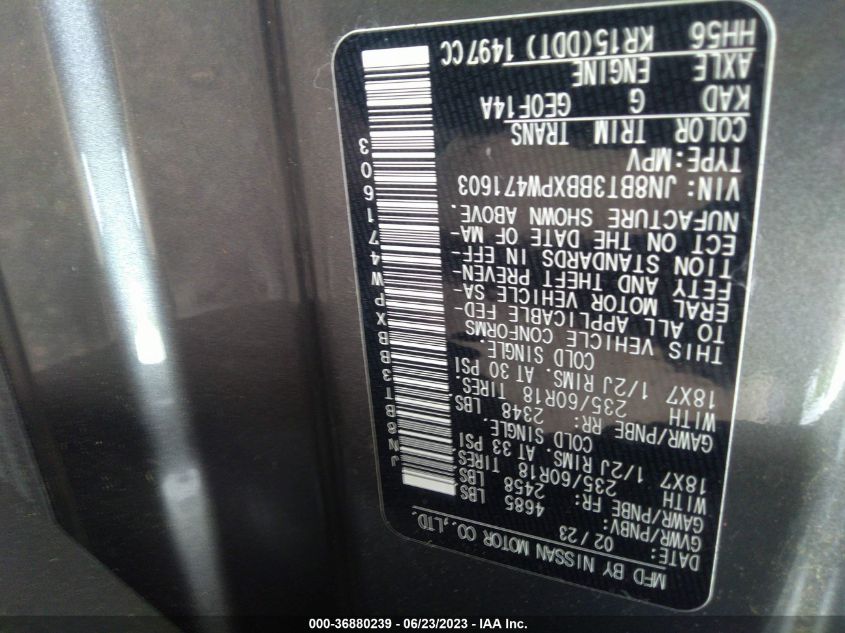 MFD BY NISSAN MOTOR CO.,LTD.
DATE: 02/23
GVWR/PNBV: 4685 LBS
GAWR/PNBE FR: 2458 LBS
WITH 235/60R18 TIRES.
18X7 1/2J RIMS. AT 33 PSI
COLD SINGLE.
GAWR/PNBE RR: 2348 LBS
WITH 235/60R18 TIRES.
18X7 1/2J RIMS. AT 30 PSI
COLD SINGLE.
THIS VEHICLE CONFORMS
TO ALL APPLICABLE FED-
ERAL MOTOR VEHICLE SA-
FETY AND THEFT PREVEN-
TION STANDARDS IN EFF-
ECT ON THE DATE OF MA-
NUFACTURE SHOWN ABOVE.
VIN: JN8BT3BBXPW471603
TYPE:MPV
COLOR TRIM TRANS
KAD G GE0F14A
AXLE ENGINE
HH56 KR15(DDT) 1497CC
JN8BT3BBXPW471603
000-36880239 - 06/23/2023 - IAA Inc.